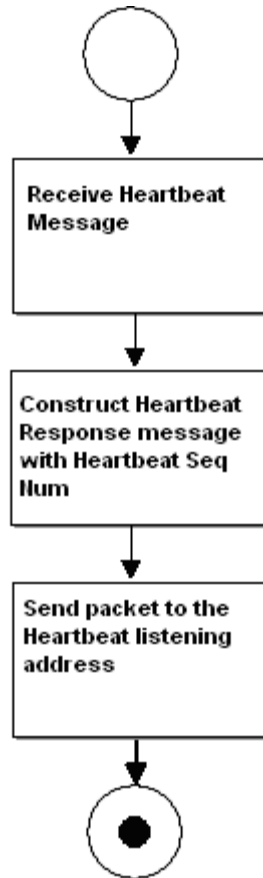 Receive Heartbeat
Message
Construct Heartbeat
Response message
with Heartbeat Seq
Num
Send packet to the
Heartbeat listening
address